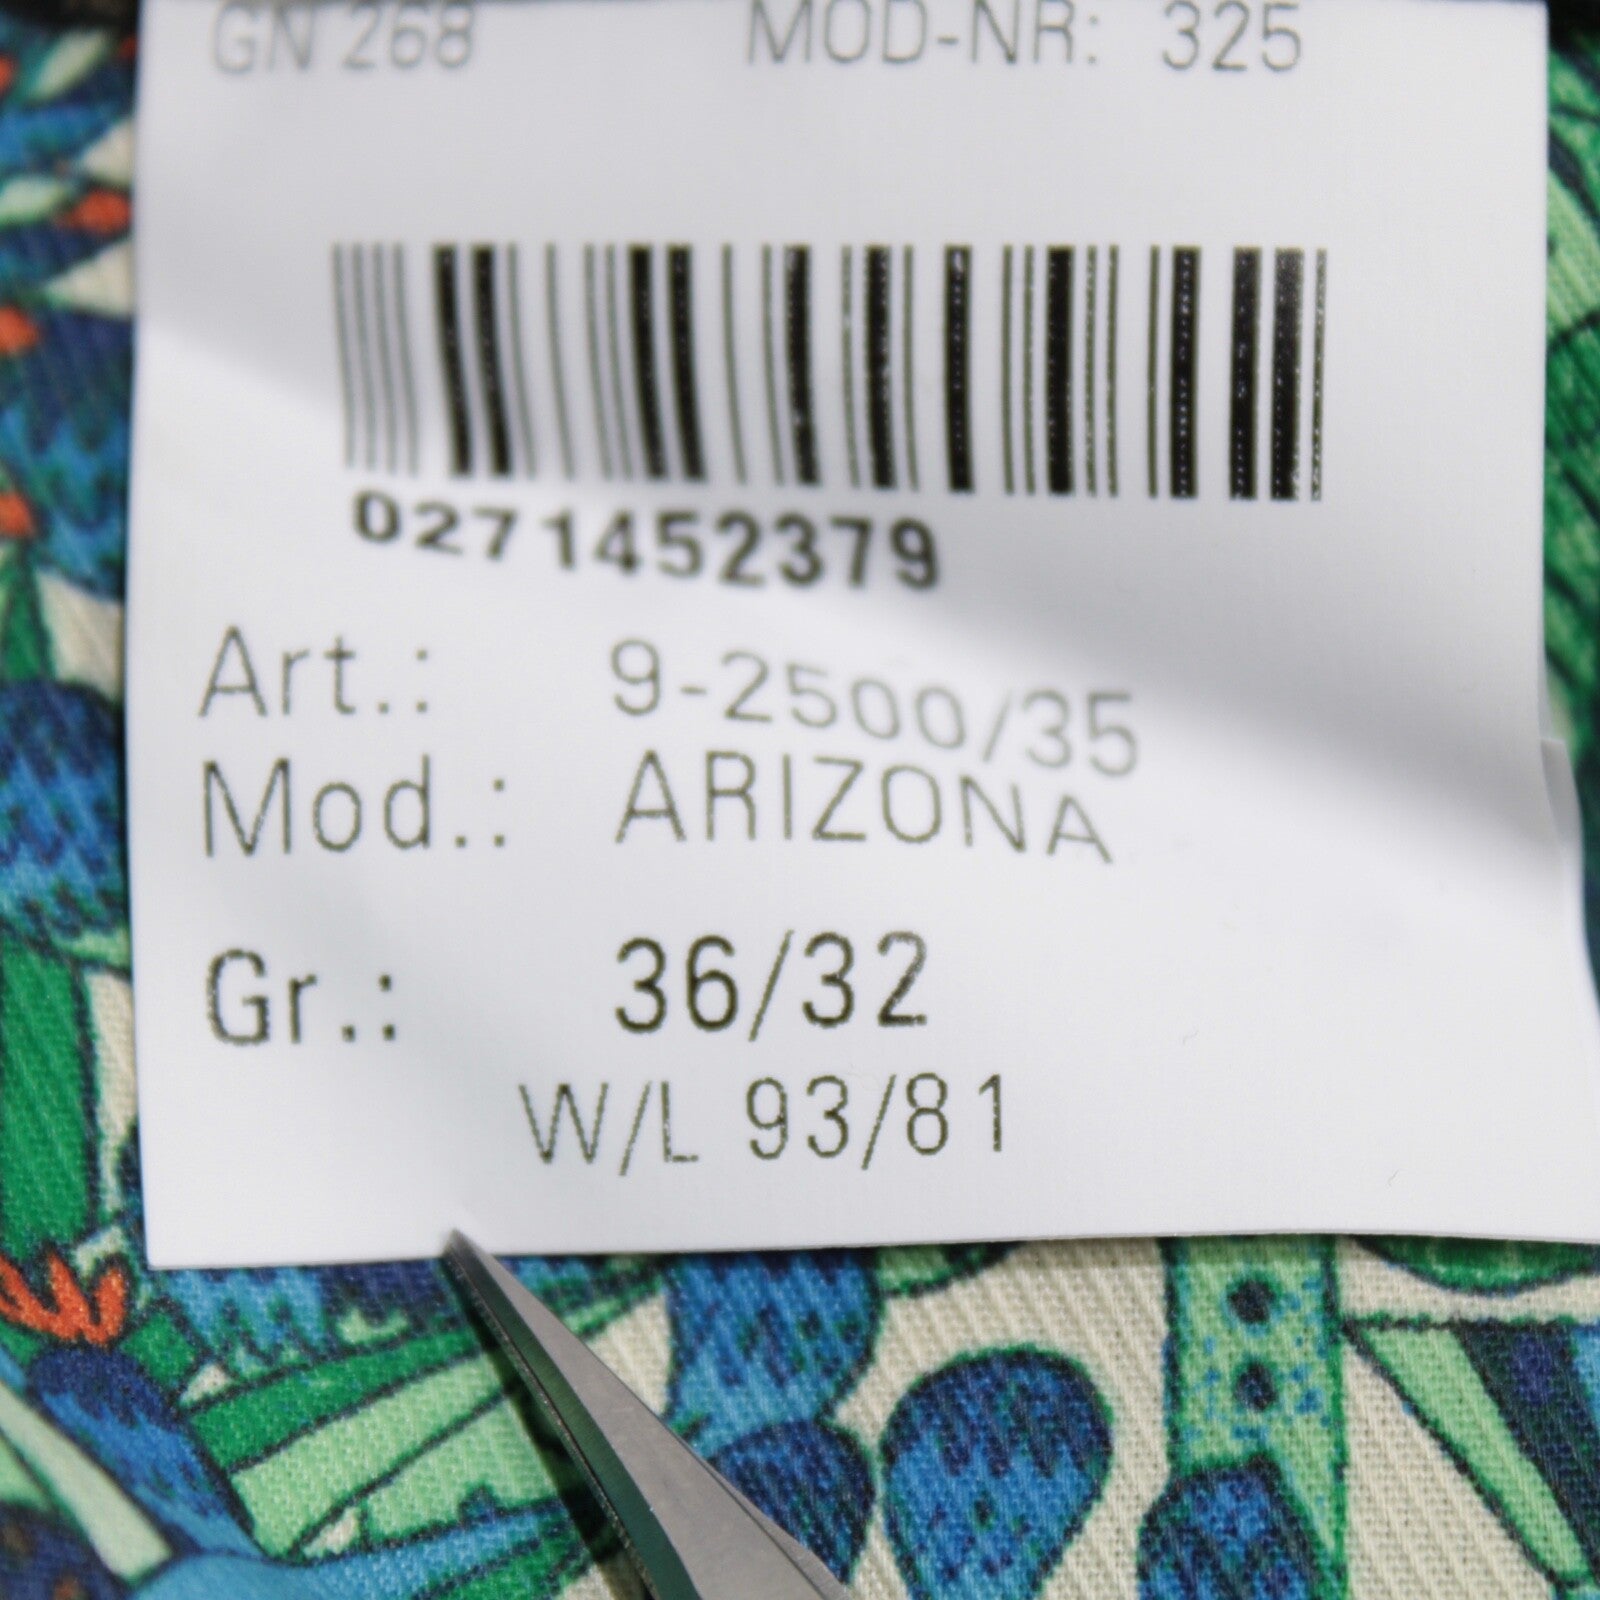 GN 268 MOD-NR: 325
0271452379
Art.: 9-2500/35
Mod.: ARIZONA
Gr.: 36/32
W/L 93/81